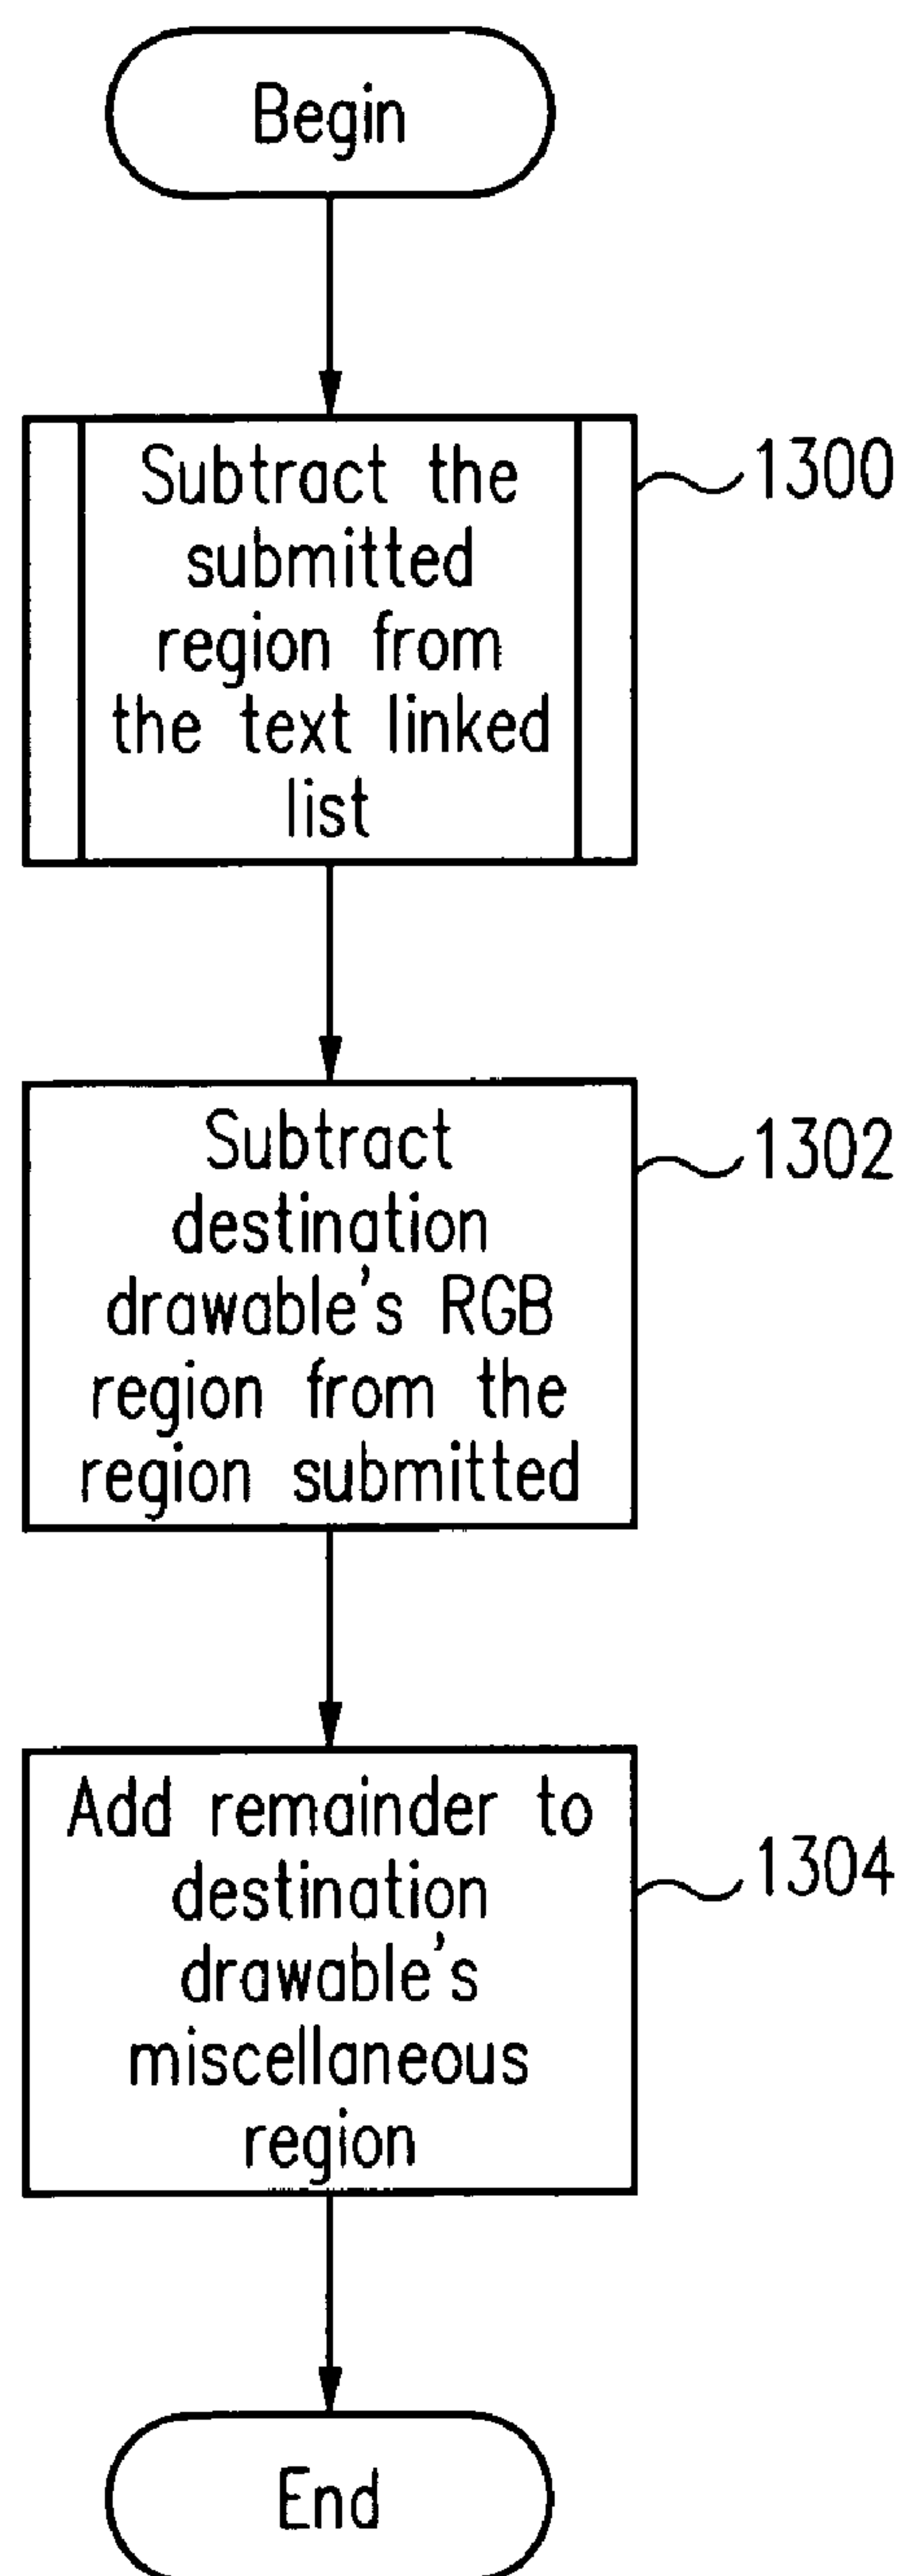 Begin
Subtract the
submitted
region from
the text linked
list
1300
Subtract
destination
drawable's RGB
region from the
region submitted
1302
Add remainder to
destination
drawable's
miscellaneous
region
1304
End